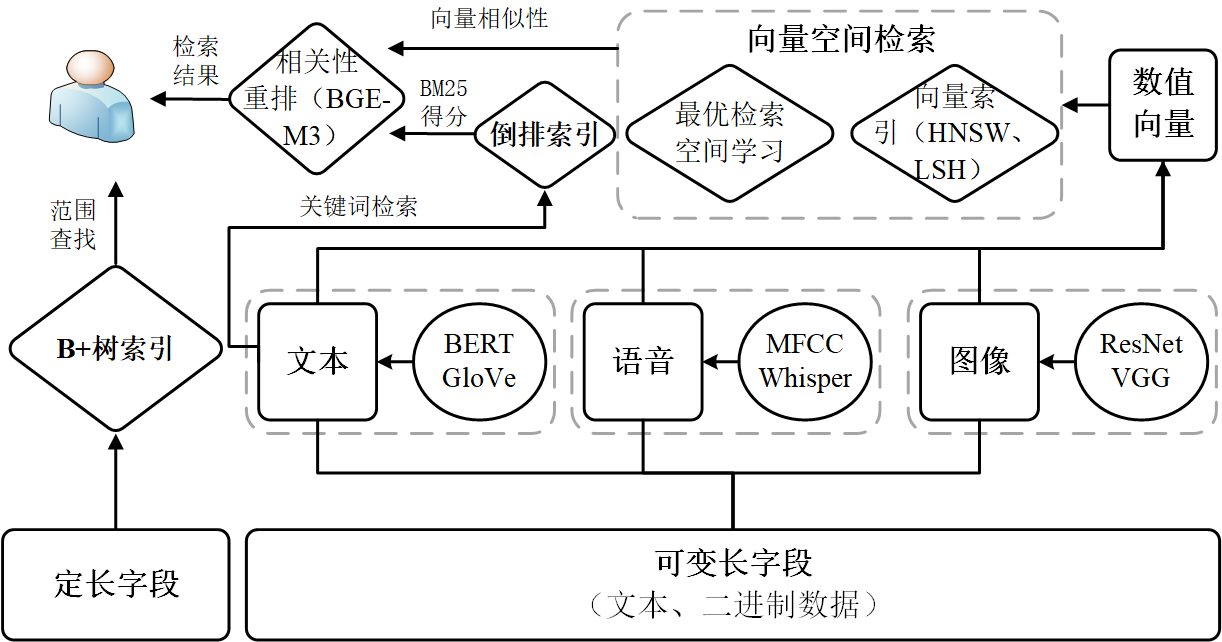 向量相似性
向量空间检索
检索
结果
相关性
重排（BGE-
M3）
BM25
得分
倒排索引
最优检索
空间学习
向量索
引（HNSW、
LSH）
数值
向量
关键词检索
范围
查找
B+树索引
文本
BERT
GloVe
语音
MFCC
Whisper
图像
ResNet
VGG
定长字段
可变长字段
（文本、二进制数据）